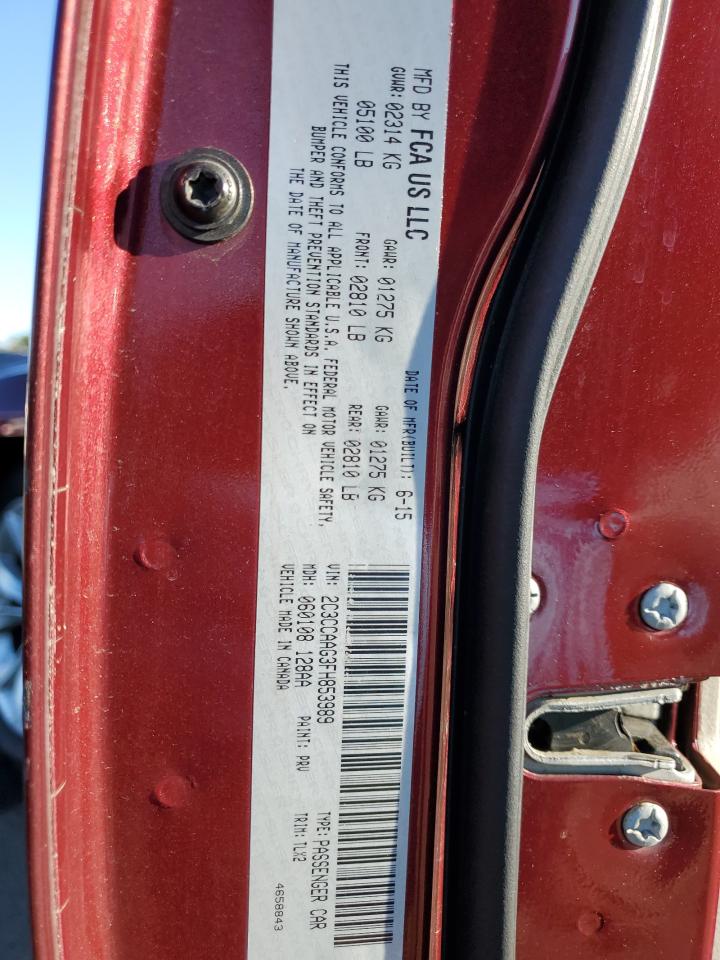 MFD BY FCA US LLC
DATE OF MFR(BUILT): 6-15
GVWR: 02314 KG
GAWR: 01275 KG
GAWR: 01275 KG
05100 LB
FRONT: 02810 LB
REAR: 02810 LB
THIS VEHICLE CONFORMS TO ALL APPLICABLE U.S.A. FEDERAL MOTOR VEHICLE SAFETY,
BUMPER AND THEFT PREVENTION STANDARDS IN EFFECT ON
THE DATE OF MANUFACTURE SHOWN ABOVE.
VIN: 2C3CCAAG3FH853989
TYPE: PASSENGER CAR
MDH: 060108 128AA
PAINT: PRV
TRIM: TLX2
VEHICLE MADE IN CANADA
4658843